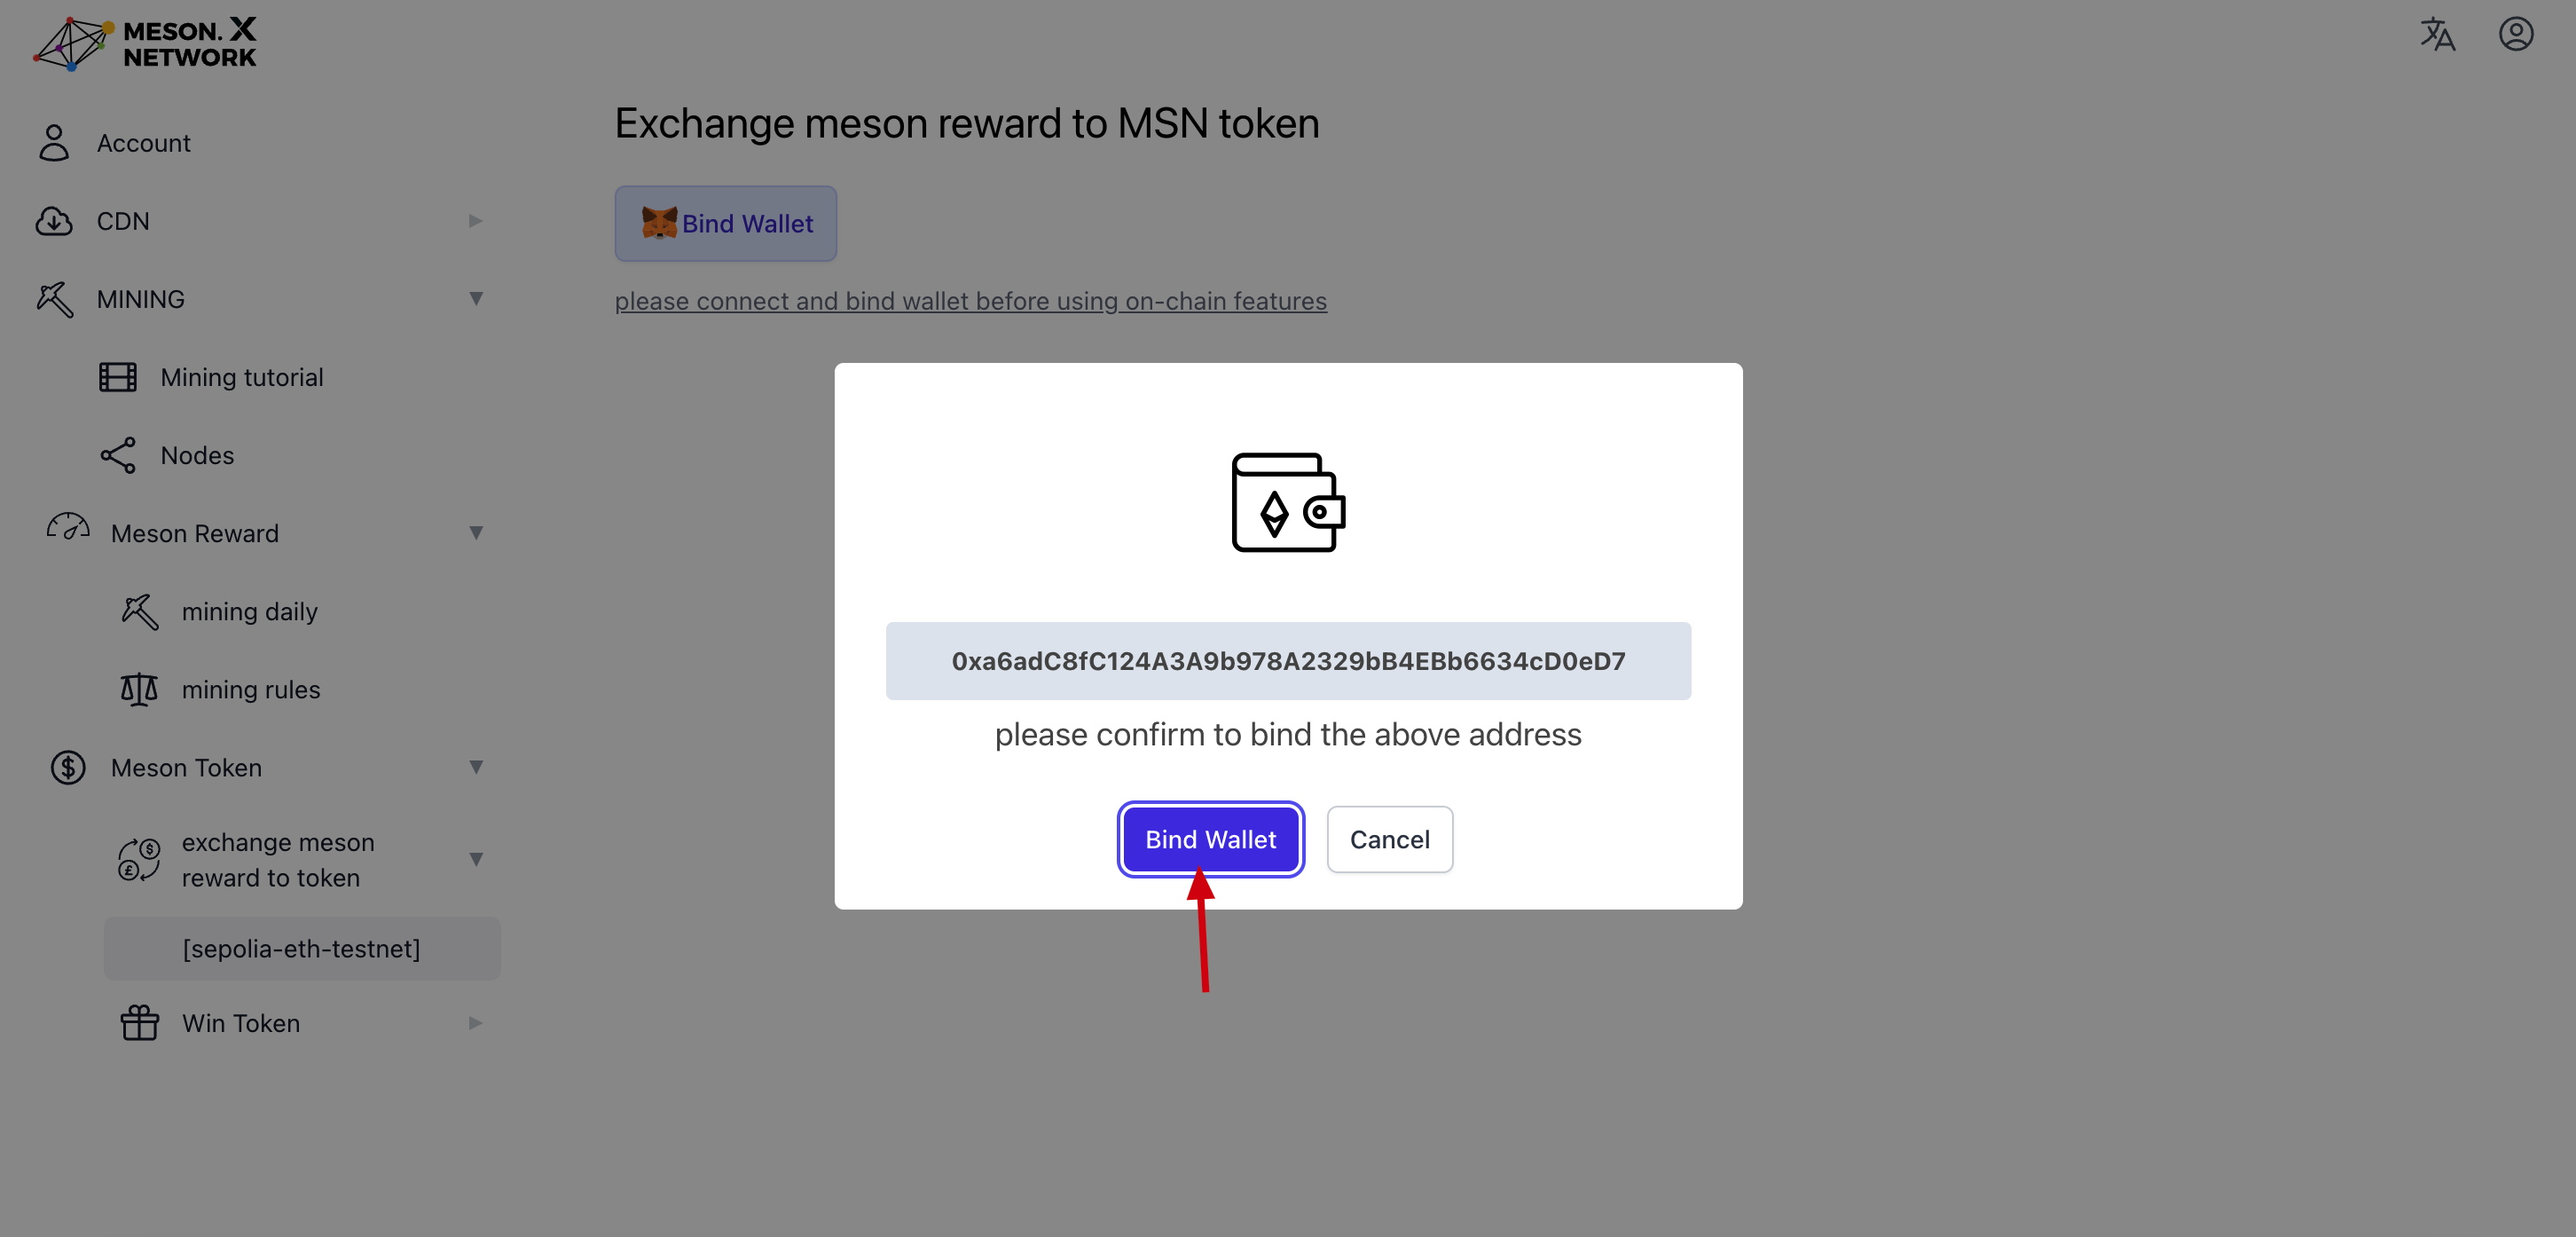 MESON. X
NETWORK
Account
CDN
MINING
Mining tutorial
Nodes
Meson Reward
mining daily
mining rules
Meson Token
exchange meson
reward to token
[sepolia-eth-testnet]
Win Token
Exchange meson reward to MSN token
Bind Wallet
please connect and bind wallet before using on-chain features
0xa6adC8fC124A3A9b978A2329bB4EBb6634cD0eD7
please confirm to bind the above address
Bind Wallet
Cancel